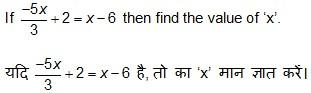 If -5x/3 + 2 = x - 6 then find the value of ‘x’.
यदि -5x/3 + 2 = x - 6 है, तो का ‘x’ मान ज्ञात करें।